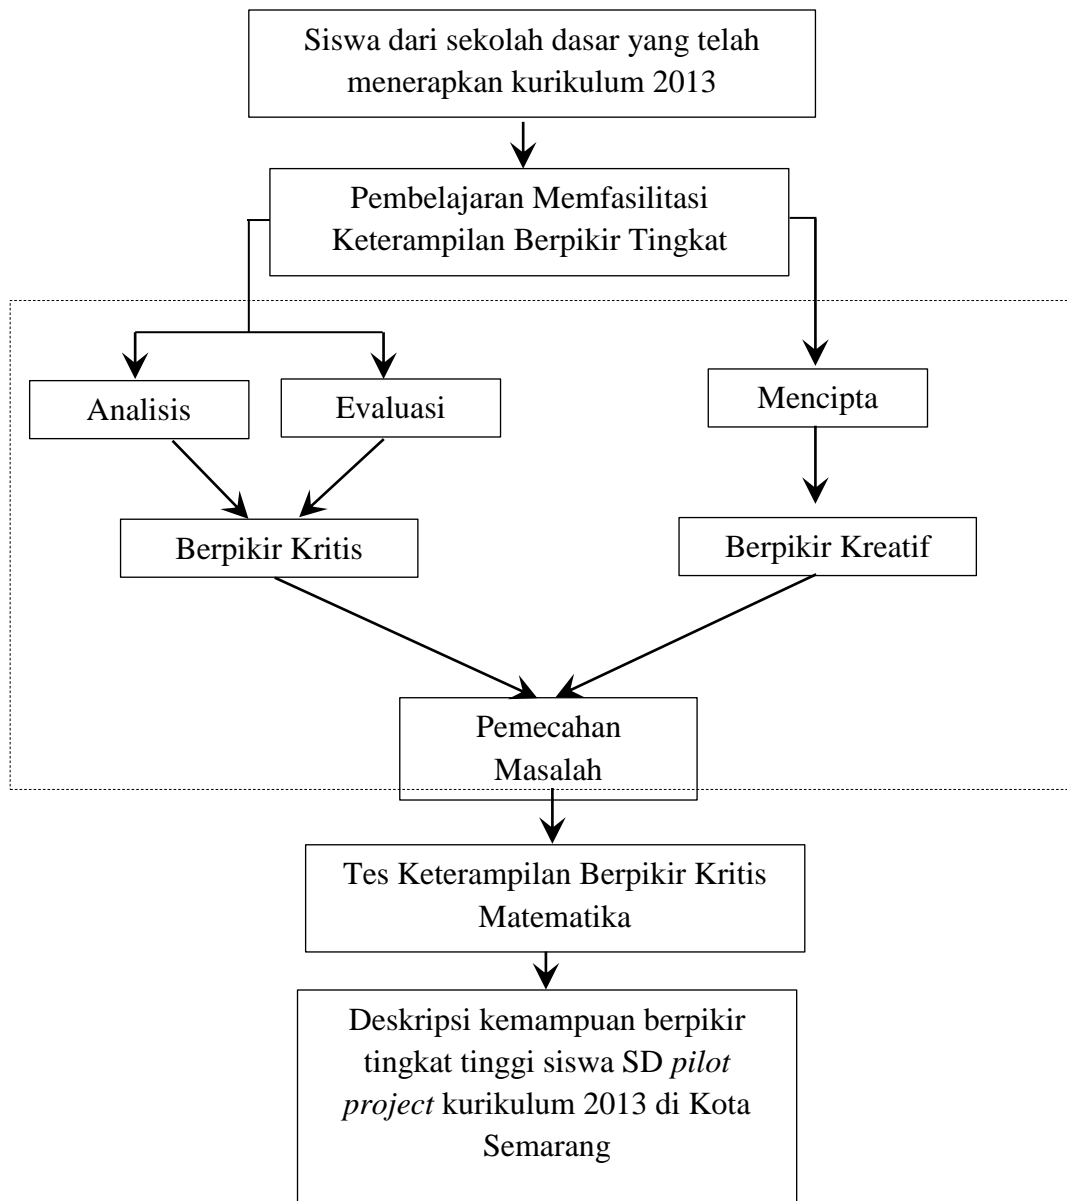 Siswa dari sekolah dasar yang telah
menerapkan kurikulum 2013
Pembelajaran Memfasilitasi
Keterampilan Berpikir Tingkat
Analisis
Evaluasi
Mencipta
Berpikir Kritis
Berpikir Kreatif
Pemecahan
Masalah
Tes Keterampilan Berpikir Kritis
Matematika
Deskripsi kemampuan berpikir
tingkat tinggi siswa SD pilot
project kurikulum 2013 di Kota
Semarang